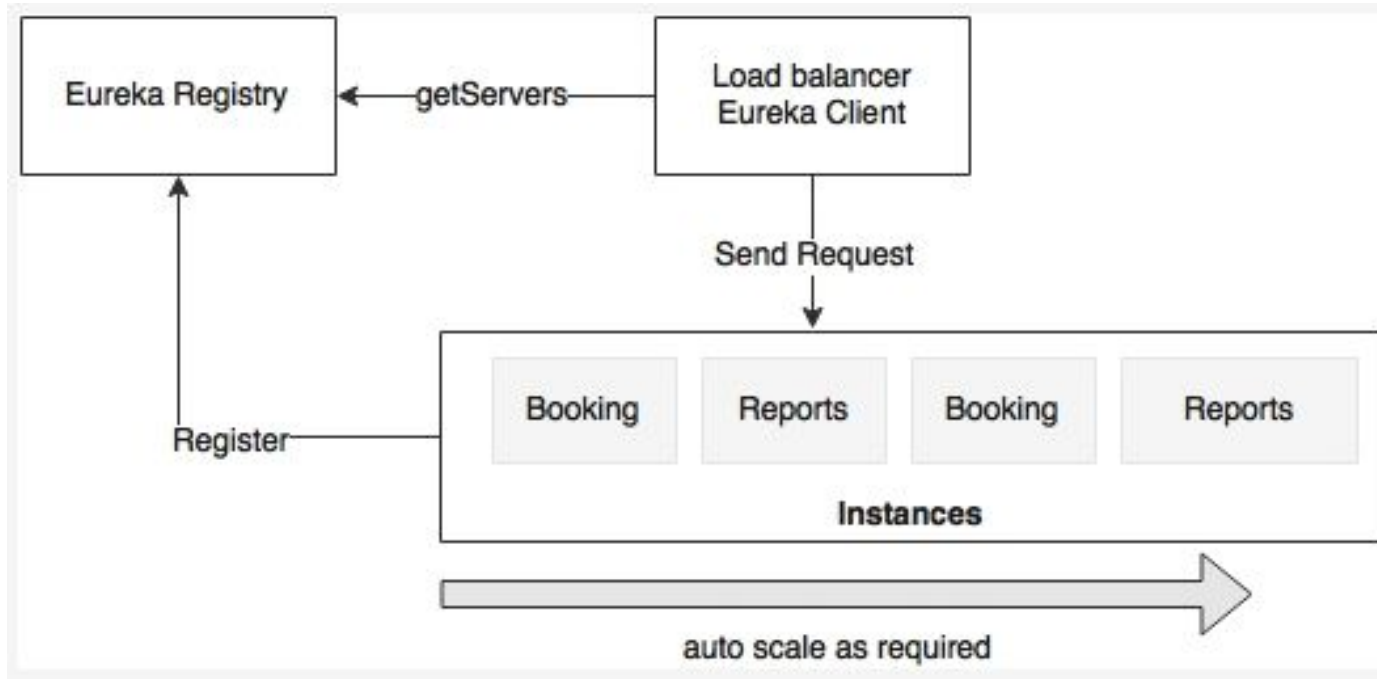 Eureka Registry
getServers
Load balancer
Eureka Client
Send Request
Booking
Reports
Booking
Reports
Register
Instances
auto scale as required